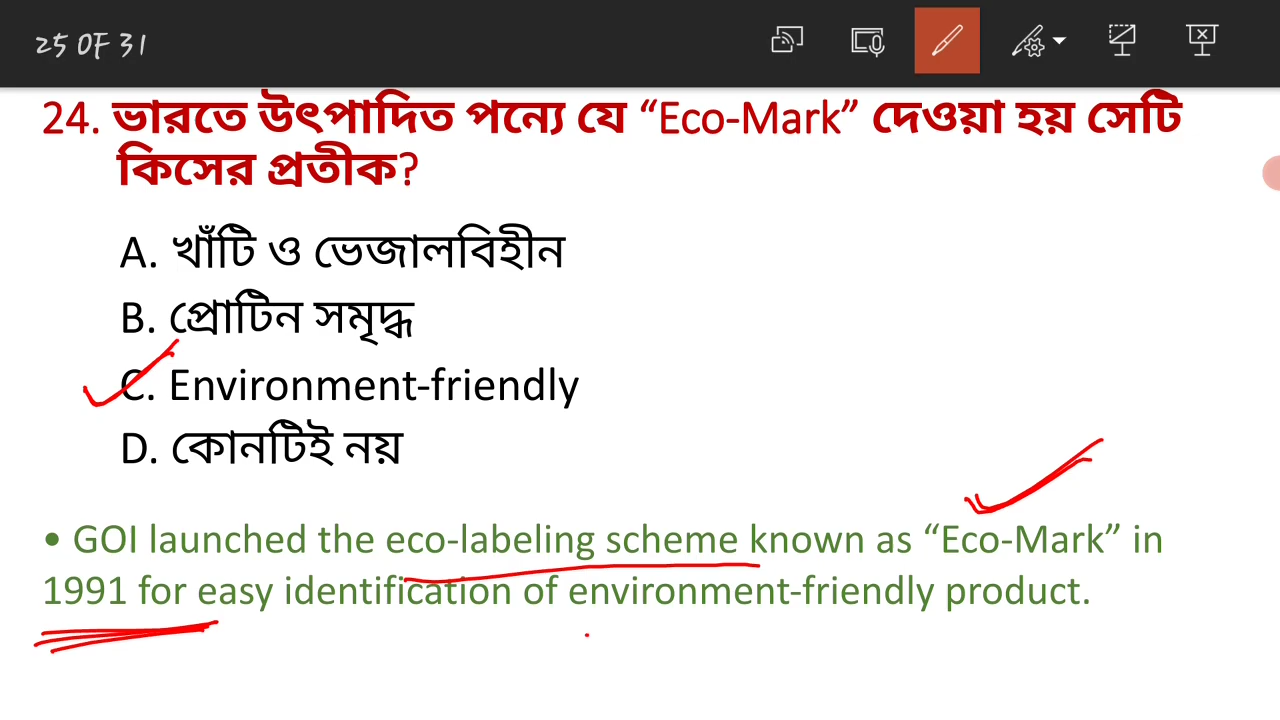 25 OF 31
24. ভারতে উৎপাদিত পন্যে যে “Eco-Mark” দেওয়া হয় সেটি
কিসের প্রতীক?
A. খাঁটি ও ভেজালবিহীন
B. প্রোটিন সমৃদ্ধ
C. Environment-friendly
D. কোনটিই নয়
• GOI launched the eco-labeling scheme known as “Eco-Mark” in
1991 for easy identification of environment-friendly product.